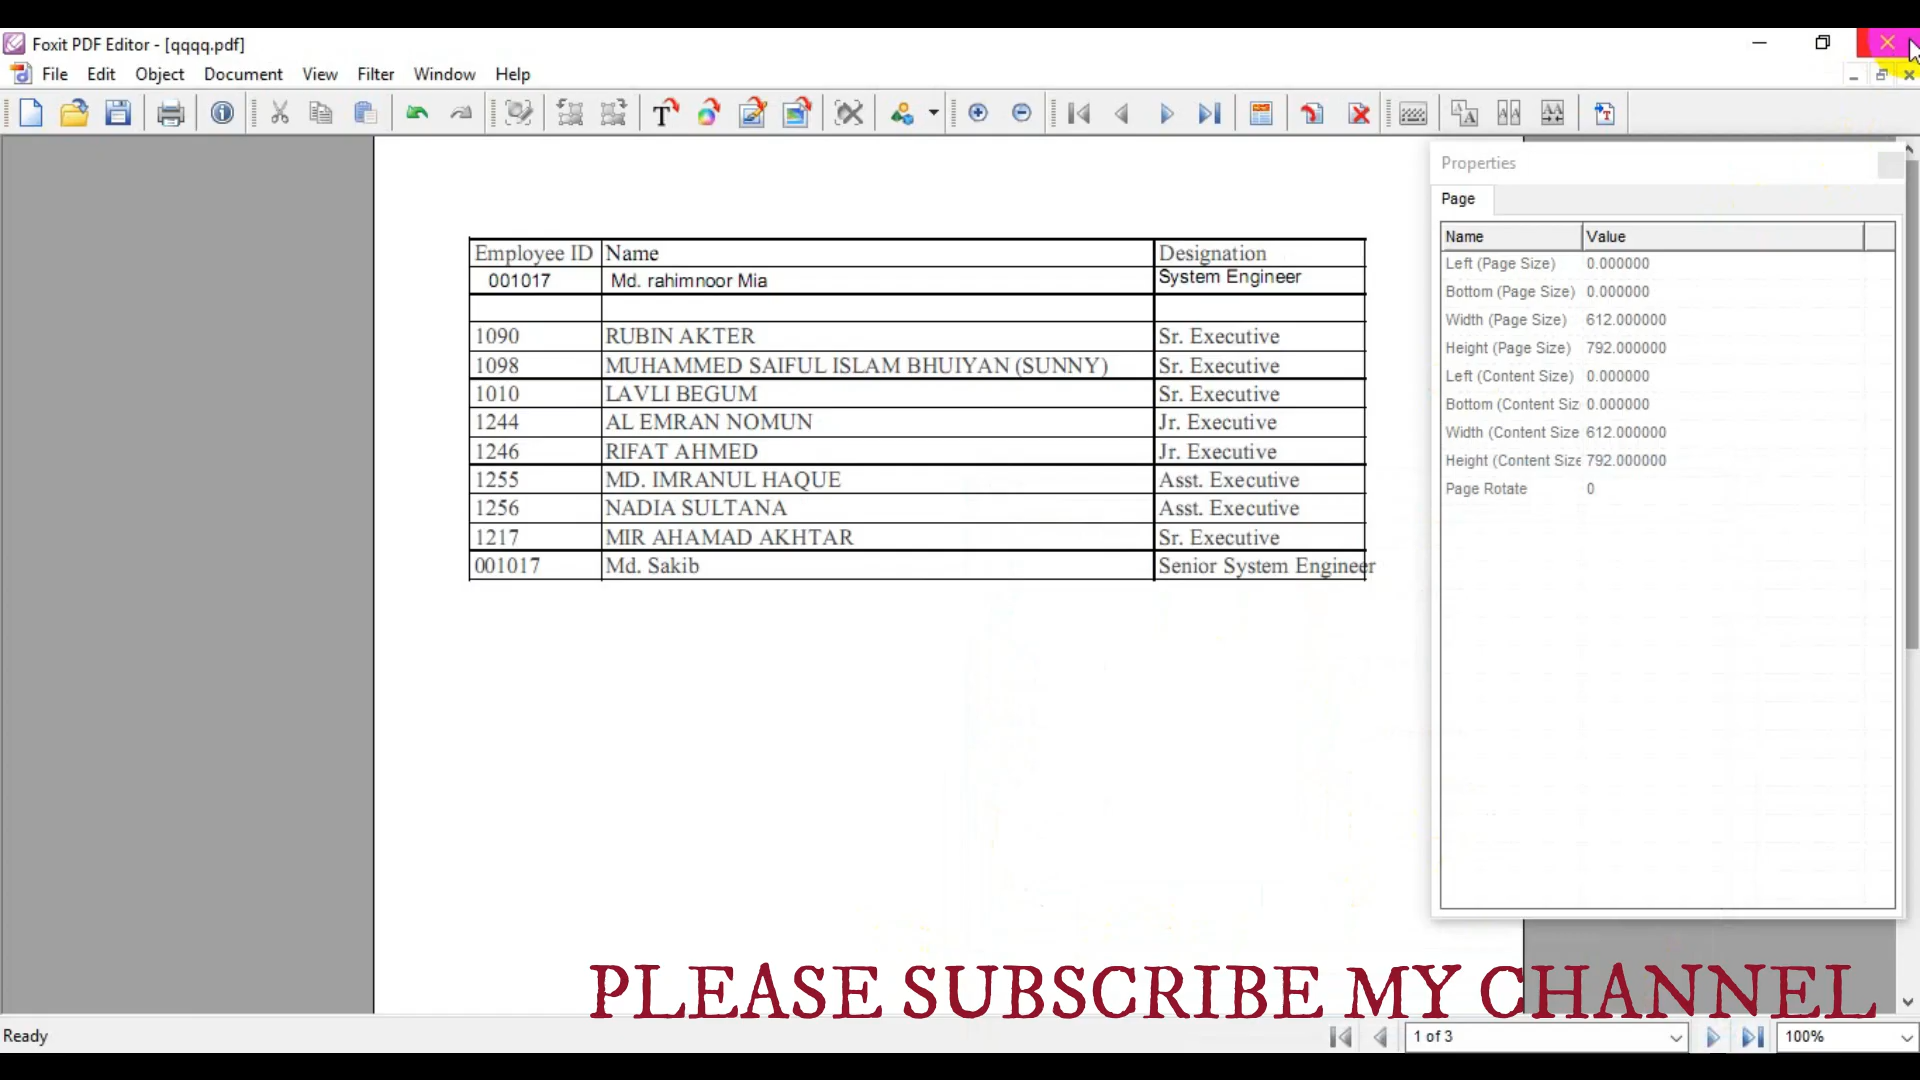 Foxit PDF Editor - [qqqq.pdf]
File Edit Object Document View Filter Window Help
Employee ID Name Designation
001017 Md. rahimnoor Mia System Engineer
1090 RUBIN AKTER Sr. Executive
1098 MUHAMMED SAIFUL ISLAM BHUIYAN (SUNNY) Sr. Executive
1010 LAVLI BEGUM Sr. Executive
1244 AL EMRAN NOMUN Jr. Executive
1246 RIFAT AHMED Jr. Executive
1255 MD. IMRANUL HAQUE Asst. Executive
1256 NADIA SULTANA Asst. Executive
1217 MIR AHAMAD AKHTAR Sr. Executive
001017 Md. Sakib Senior System Engineer
Properties
Page
Name Value
Left (Page Size) 0.000000
Bottom (Page Size) 0.000000
Width (Page Size) 612.000000
Height (Page Size) 792.000000
Left (Content Size) 0.000000
Bottom (Content Siz 0.000000
Width (Content Size 612.000000
Height (Content Size 792.000000
Page Rotate 0
PLEASE SUBSCRIBE MY CHANNEL
Ready 1 of 3 100%